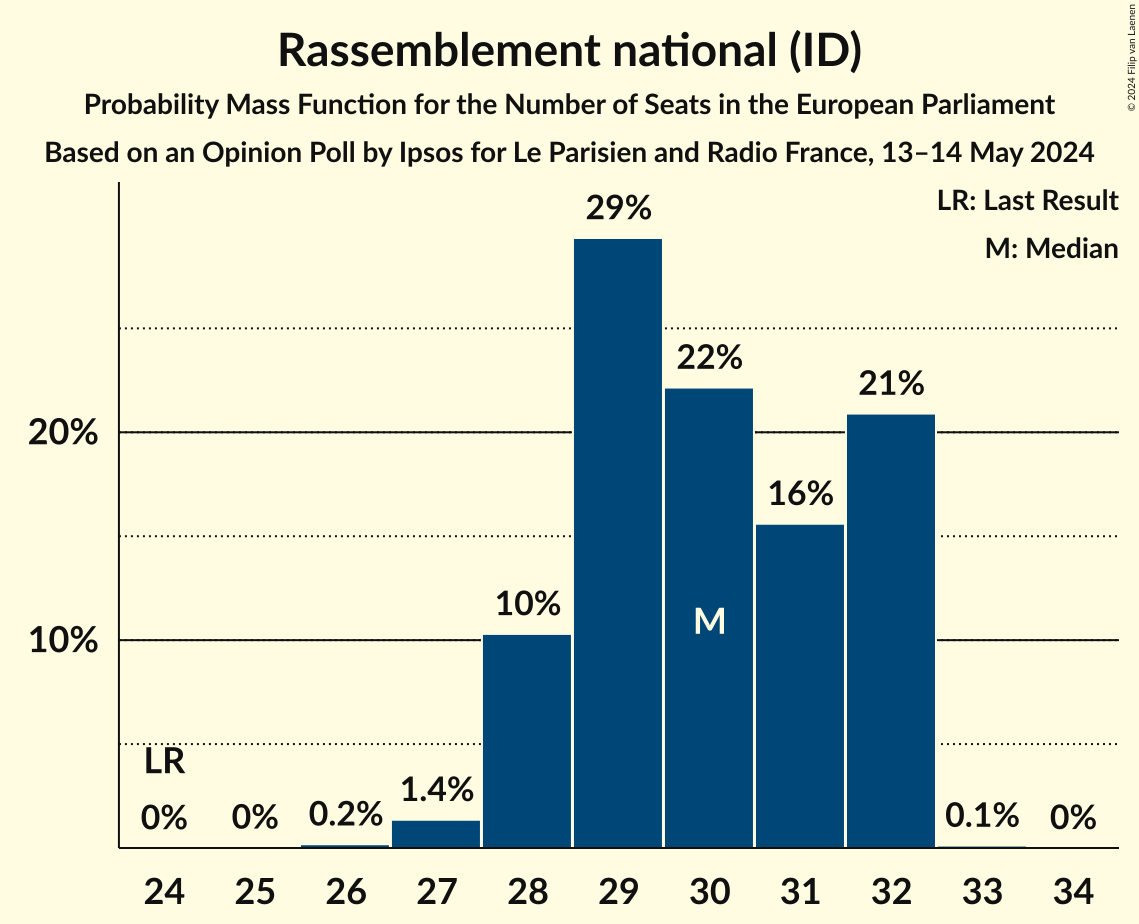 Rassemblement national (ID)
Probability Mass Function for the Number of Seats in the European Parliament
Based on an Opinion Poll by Ipsos for Le Parisien and Radio France, 13–14 May 2024
© 2024 Filip van Laenen
LR: Last Result
M: Median
29%
22%
21%
20%
16%
10%
M
10%
LR
0%
0%
0.2%
1.4%
0.1%
0%
24 25 26 27 28 29 30 31 32 33 34